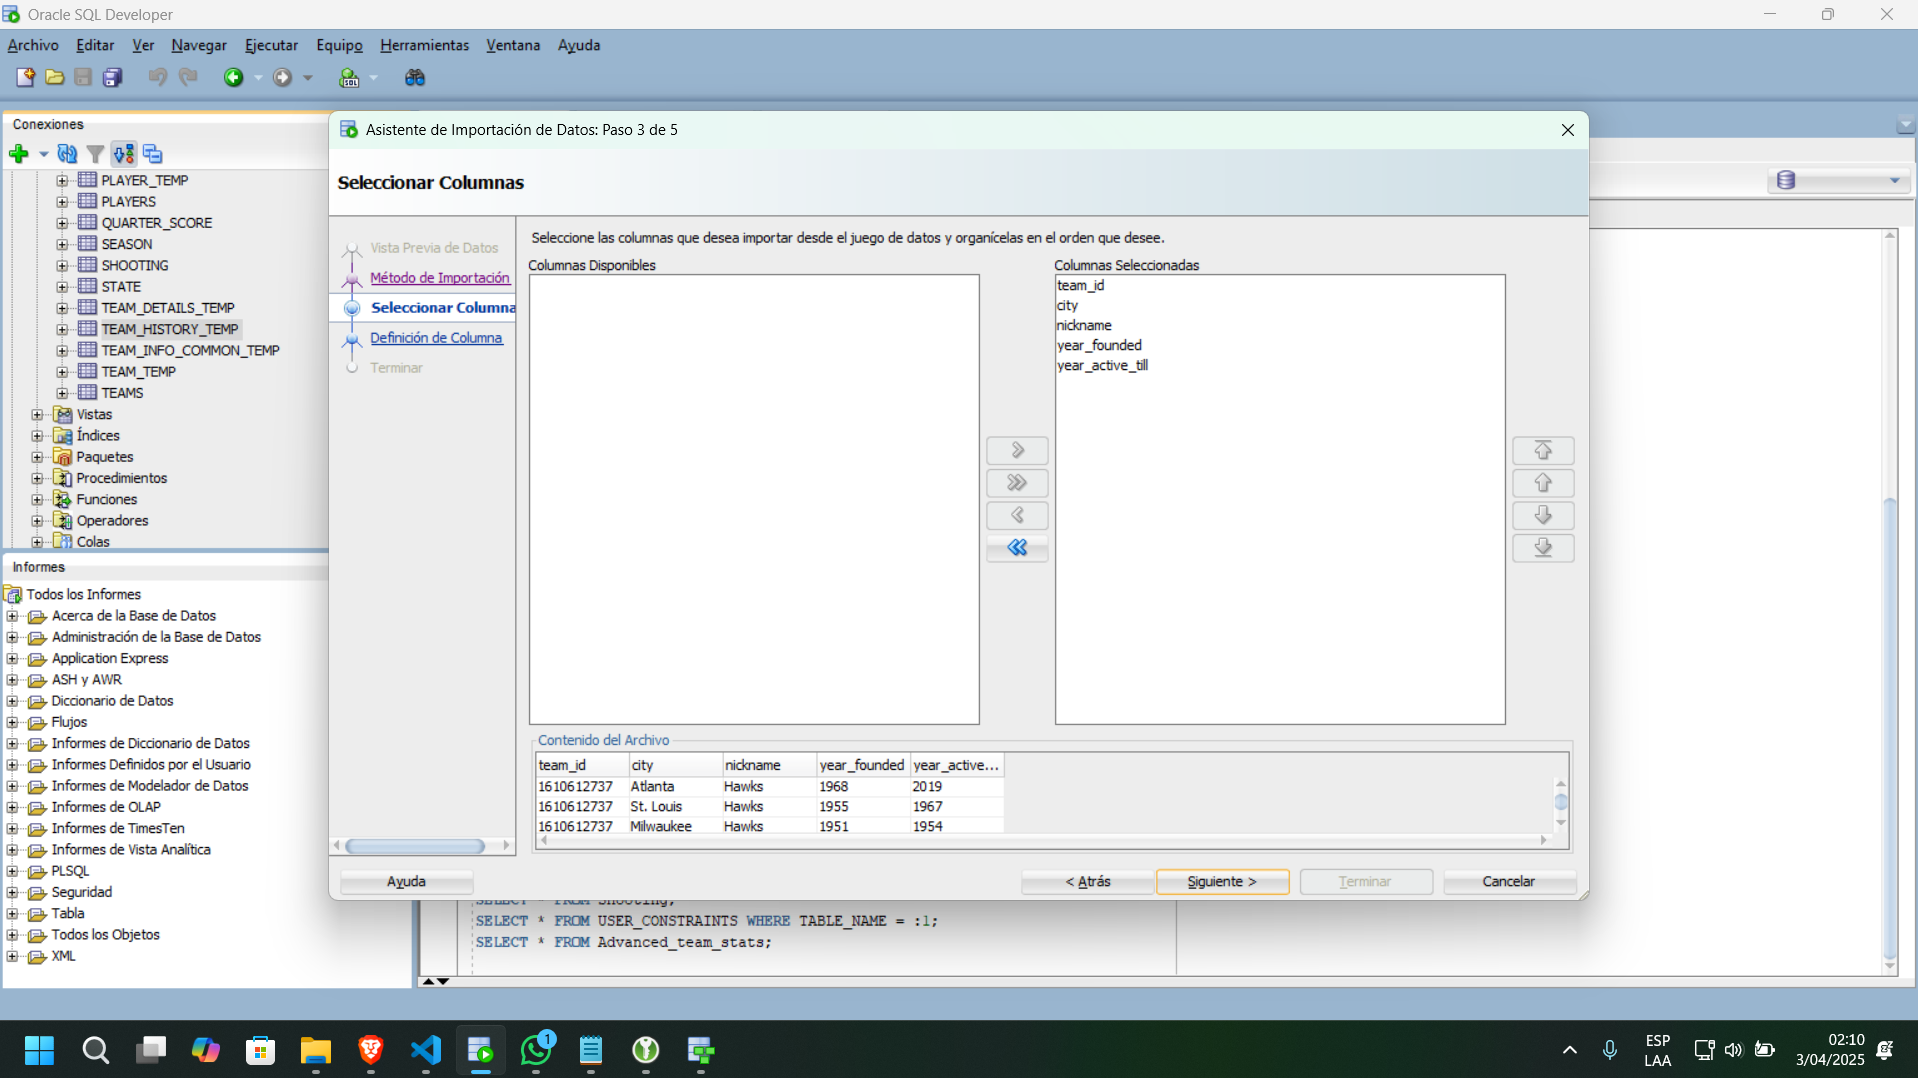 Oracle SQL Developer
Archivo Editar Ver Navegar Ejecutar Equipo Herramientas Ventana Ayuda
Conexiones
PLAYER_TEMP
PLAYERS
QUARTER_SCORE
SEASON
SHOOTING
STATE
TEAM_DETAILS_TEMP
TEAM_HISTORY_TEMP
TEAM_INFO_COMMON_TEMP
TEAM_TEMP
TEAMS
Vistas
Índices
Paquetes
Procedimientos
Funciones
Operadores
Colas
Informes
Todos los Informes
Acerca de la Base de Datos
Administración de la Base de Datos
Application Express
ASH y AWR
Diccionario de Datos
Flujos
Informes de Diccionario de Datos
Informes Definidos por el Usuario
Informes de Modelador de Datos
Informes de OLAP
Informes de TimesTen
Informes de Vista Analítica
PLSQL
Seguridad
Tabla
Todos los Objetos
XML
Asistente de Importación de Datos: Paso 3 de 5
Seleccionar Columnas
Vista Previa de Datos
Método de Importación
Seleccionar Columna
Definición de Columna
Terminar
Seleccione las columnas que desea importar desde el juego de datos y organícelas en el orden que desee.
Columnas Disponibles
Columnas Seleccionadas
team_id
city
nickname
year_founded
year_active_till
Contenido del Archivo
team_id city nickname year_founded year_active...
1610612737 Atlanta Hawks 1968 2019
1610612737 St. Louis Hawks 1955 1967
1610612737 Milwaukee Hawks 1951 1954
Ayuda < Atrás Siguiente > Terminar Cancelar
SELECT * FROM Shooting;
SELECT * FROM USER_CONSTRAINTS WHERE TABLE_NAME = :1;
SELECT * FROM Advanced_team_stats;
SQL
1
ESP
LAA
02:10
3/04/2025